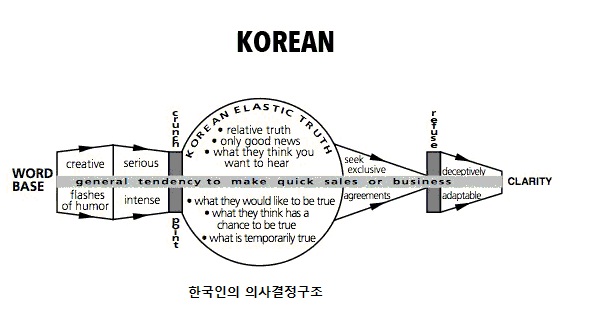 KOREAN
crunch point
KOREAN ELASTIC TRUTH
• relative truth
• only good news
• what they think you
want to hear
refuse
WORD
BASE
creative
serious
seek
exclusive
deceptively
general tendency to make quick sales or business
CLARITY
flashes
of humor
intense
• what they would like to be true
• what they think has a
chance to be true
• what is temporarily true
agreements
adaptable
한국인의 의사결정구조